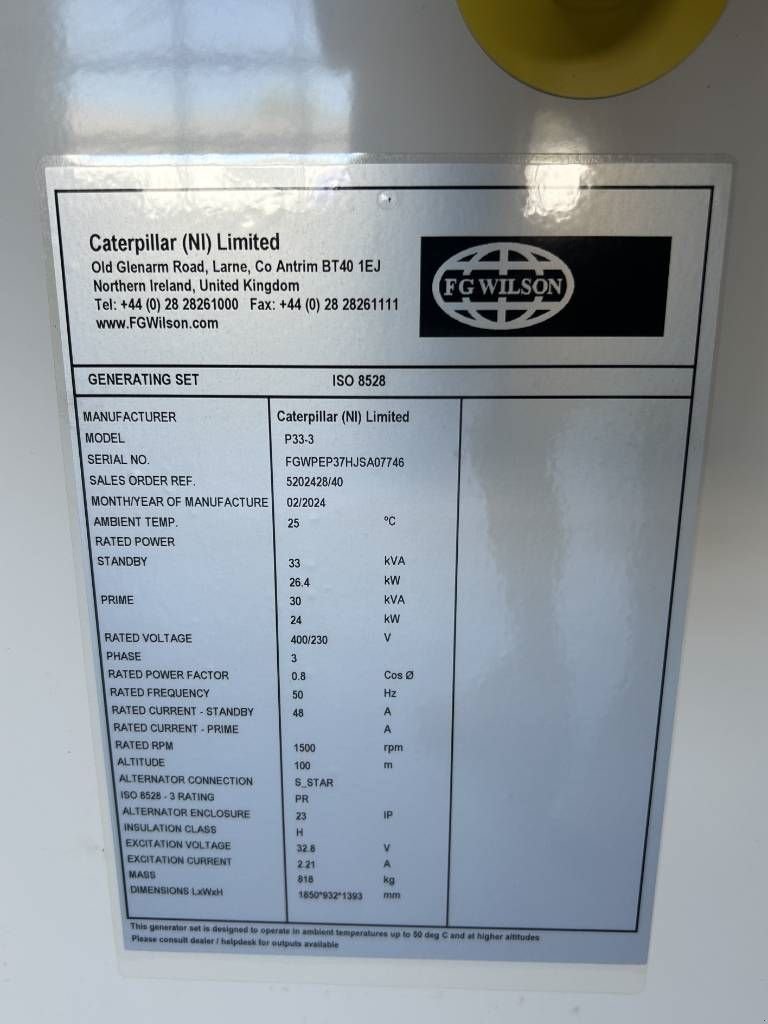 Caterpillar (NI) Limited
Old Glenarm Road, Larne, Co Antrim BT40 1EJ
Northern Ireland, United Kingdom
Tel: +44 (0) 28 28261000 Fax: +44 (0) 28 28261111
www.FGWilson.com
FG WILSON
GENERATING SET ISO 8528
MANUFACTURER Caterpillar (NI) Limited
MODEL P33-3
SERIAL NO. FGWPEP37HJSA07746
SALES ORDER REF. 5202428/40
MONTH/YEAR OF MANUFACTURE 02/2024
AMBIENT TEMP. 25 ºC
RATED POWER
STANDBY 33 kVA
26.4 kW
PRIME 30 kVA
24 kW
RATED VOLTAGE 400/230 V
PHASE 3
RATED POWER FACTOR 0.8 Cos Ø
RATED FREQUENCY 50 Hz
RATED CURRENT - STANDBY 48 A
RATED CURRENT - PRIME A
RATED RPM 1500 rpm
ALTITUDE 100 m
ALTERNATOR CONNECTION S_STAR
ISO 8528 - 3 RATING PR
ALTERNATOR ENCLOSURE 23 IP
INSULATION CLASS H
EXCITATION VOLTAGE 32.8 V
EXCITATION CURRENT 2.21 A
MASS 818 kg
DIMENSIONS LxWxH 1850*932*1393 mm
This generator set is designed to operate in ambient temperatures up to 50 deg C and at higher altitudes
Please consult dealer / helpdesk for outputs available